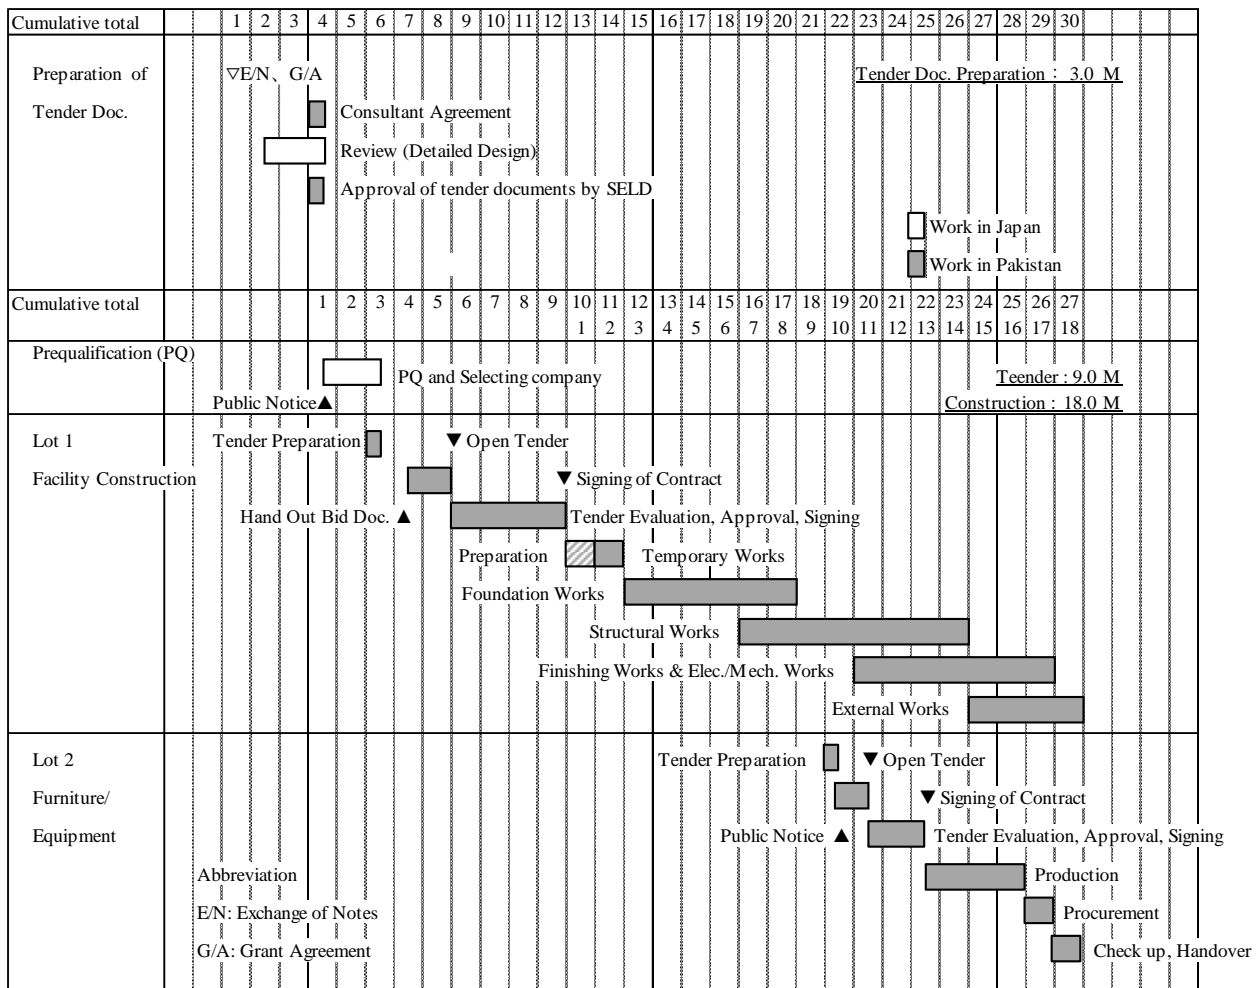 Cumulative total 1 2 3 4 5 6 7 8 9 10 11 12 13 14 15 16 17 18 19 20 21 22 23 24 25 26 27 28 29 30
Preparation of ▽E/N、G/A Tender Doc. Preparation : 3.0 M
Tender Doc. Consultant Agreement
Review (Detailed Design)
Approval of tender documents by SELD
Work in Japan
Work in Pakistan
Cumulative total 1 2 3 4 5 6 7 8 9 10 11 12 13 14 15 16 17 18 19 20 21 22 23 24 25 26 27
1 2 3 4 5 6 7 8 9 10 11 12 13 14 15 16 17 18
Prequalification (PQ)
PQ and Selecting company Teender : 9.0 M
Public Notice▲ Construction : 18.0 M
Lot 1 Tender Preparation ▼ Open Tender
Facility Construction ▼ Signing of Contract
Hand Out Bid Doc. ▲ Tender Evaluation, Approval, Signing
Preparation Temporary Works
Foundation Works
Structural Works
Finishing Works & Elec./Mech. Works
External Works
Lot 2 Tender Preparation ▼ Open Tender
Furniture/ ▼ Signing of Contract
Equipment Public Notice ▲ Tender Evaluation, Approval, Signing
Abbreviation Production
E/N: Exchange of Notes Procurement
G/A: Grant Agreement Check up, Handover